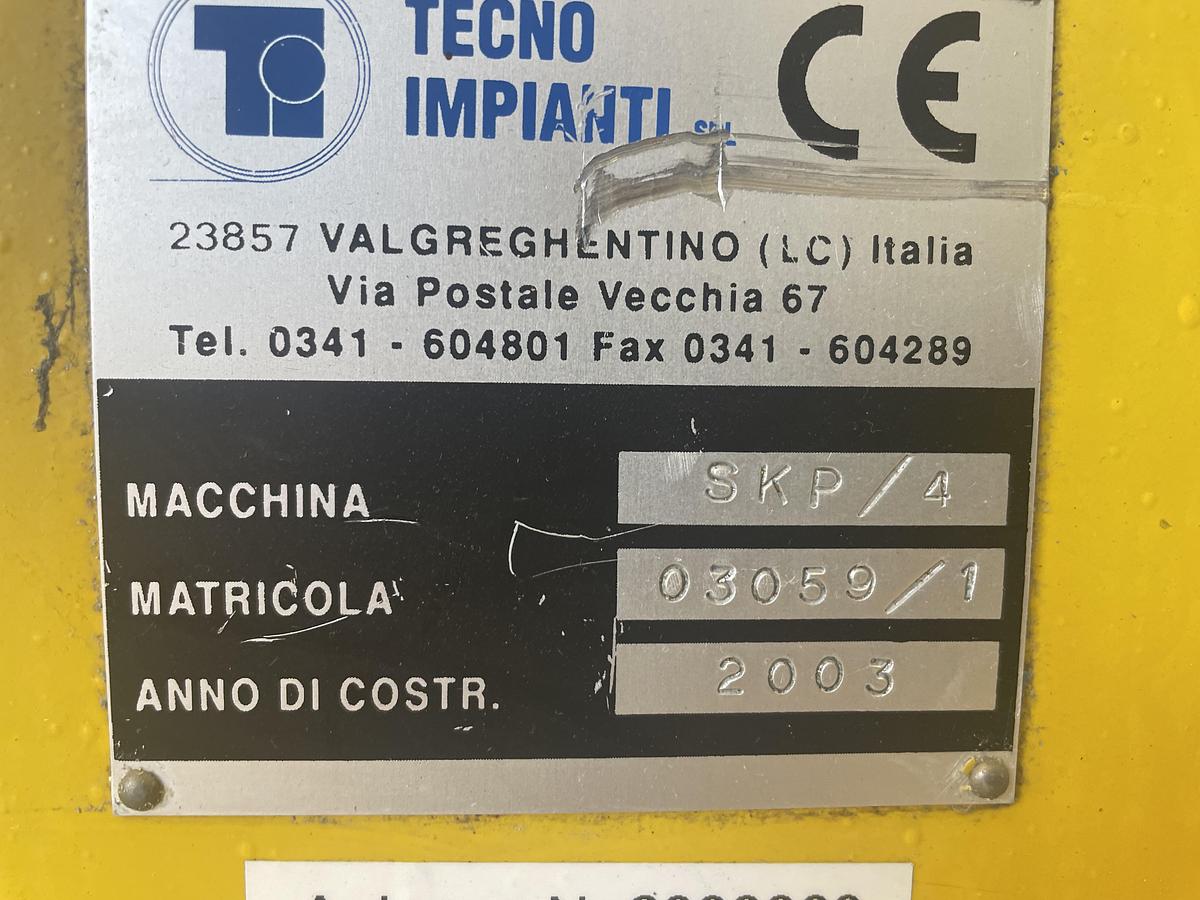 TECNO
IMPIANTI SRL
CE
23857 VALGREGHENTINO (LC) Italia
Via Postale Vecchia 67
Tel. 0341 - 604801 Fax 0341 - 604289
MACCHINA SKP/4
MATRICOLA 03059/1
ANNO DI COSTR. 2003